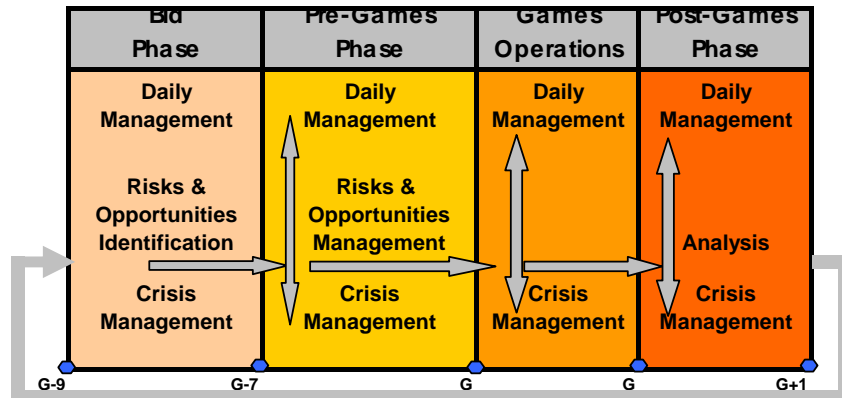 Bid
Phase
Pre-Games
Phase
Games
Operations
Post-Games
Phase
Daily
Management
Risks &
Opportunities
Identification
Crisis
Management
Daily
Management
Risks &
Opportunities
Management
Crisis
Management
Daily
Management
Crisis
Management
Daily
Management
Analysis
Crisis
Management
G-9
G-7
G
G
G+1